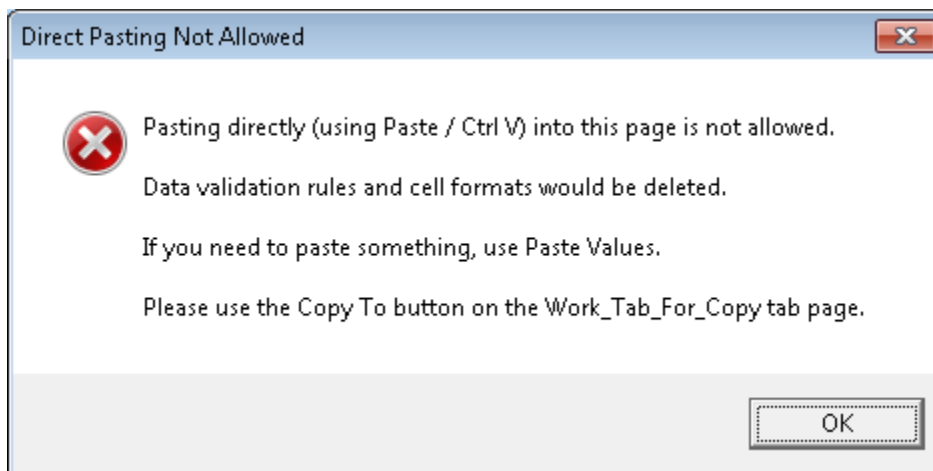 Direct Pasting Not Allowed
Pasting directly (using Paste / Ctrl V) into this page is not allowed.
Data validation rules and cell formats would be deleted.
If you need to paste something, use Paste Values.
Please use the Copy To button on the Work_Tab_For_Copy tab page.
OK